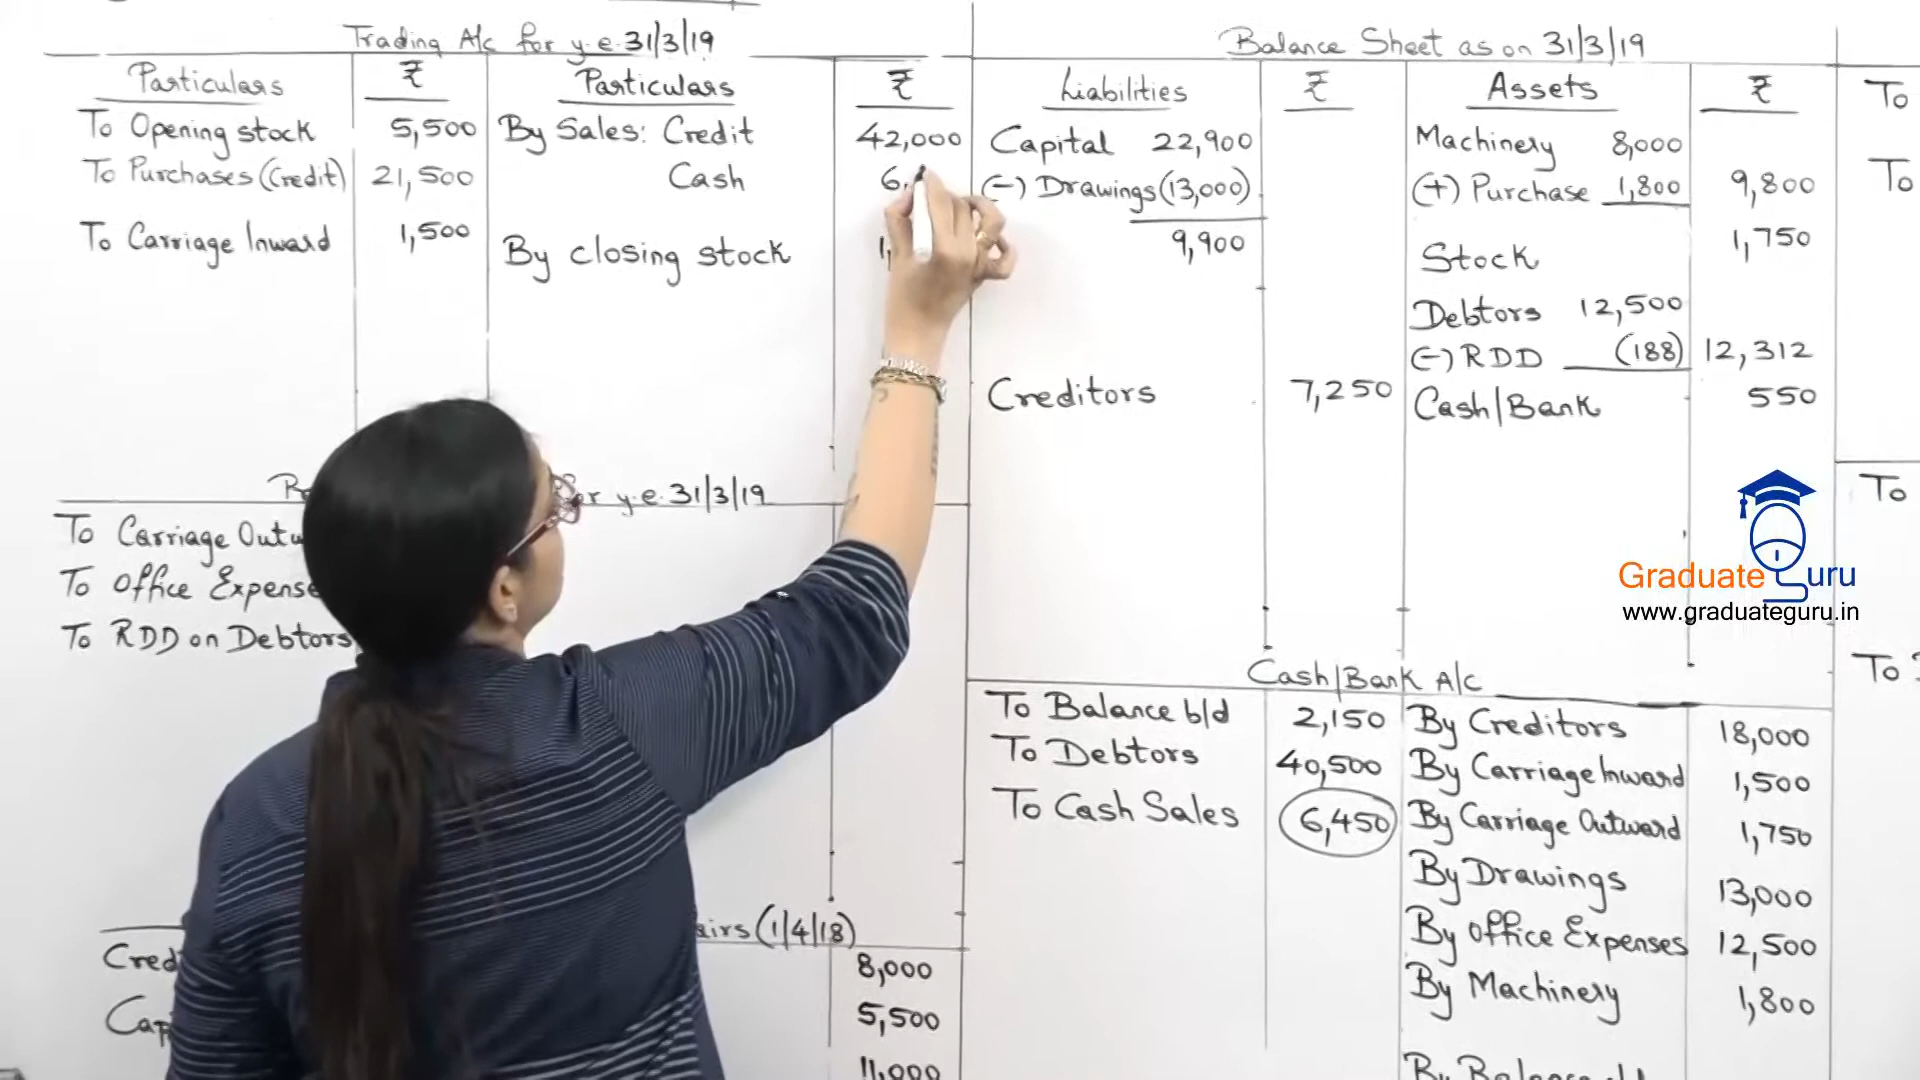 Trading A/c for y.e. 31/3/19
Particulars ₹ Particulars ₹
To Opening stock 5,500 By Sales: Credit 42,000
To Purchases (Credit) 21,500 Cash 6,
To Carriage Inward 1,500 By closing stock 1,
for y.e. 31/3/19
To Carriage
To Office
To RDD on Debtors
(1/4/18)
8,000
5,500
11,000
Balance Sheet as on 31/3/19
Liabilities ₹ Assets ₹
Capital 22,900 Machinery 8,000
(-) Drawings (13,000) (+) Purchase 1,800 9,800
9,900 Stock 1,750
Debtors 12,500
(-) RDD (188) 12,312
Creditors 7,250 Cash/Bank 550
Cash/Bank A/c
To Balance b/d 2,150 By Creditors 18,000
To Debtors 40,500 By Carriage Inward 1,500
To Cash Sales 6,450 By Carriage Outward 1,750
By Drawings 13,000
By Office Expenses 12,500
By Machinery 1,800
By Balance
To
To
To
To
Graduate Guru
www.graduateguru.in